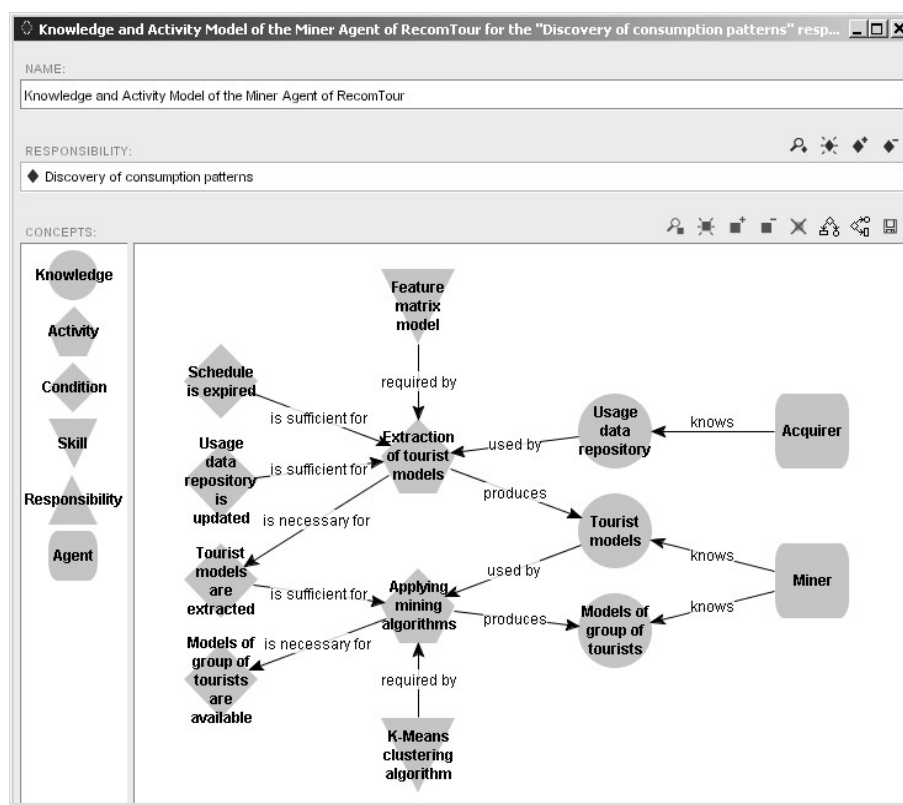 Knowledge and Activity Model of the Miner Agent of RecomTour for the "Discovery of consumption patterns" resp...
NAME:
Knowledge and Activity Model of the Miner Agent of RecomTour
RESPONSIBILITY:
Discovery of consumption patterns
CONCEPTS:
Knowledge
Activity
Condition
Skill
Responsibility
Agent
Feature
matrix
model
required by
Schedule
is expired
is sufficient for
Usage
data
repository
is
updated
is sufficient for
Extraction
of tourist
models
used by
Usage
data
repository
knows
Acquirer
produces
is necessary for
Tourist
models
knows
Miner
Tourist
models
are
extracted
is sufficient for
used by
Applying
mining
algorithms
produces
Models of
group of
tourists
knows
is necessary for
Models of
group of
tourists
are
available
required by
K-Means
clustering
algorithm